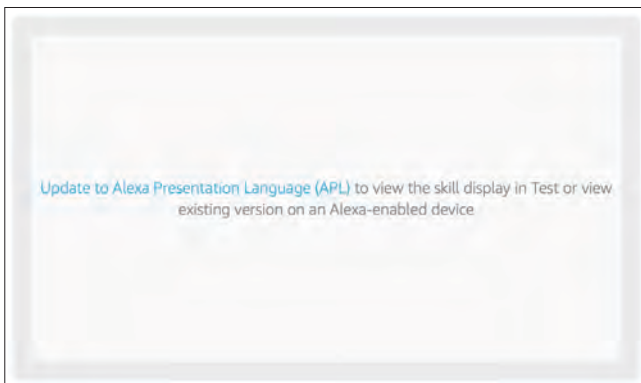 Update to Alexa Presentation Language (APL) to view the skill display in Test or view
existing version on an Alexa-enabled device